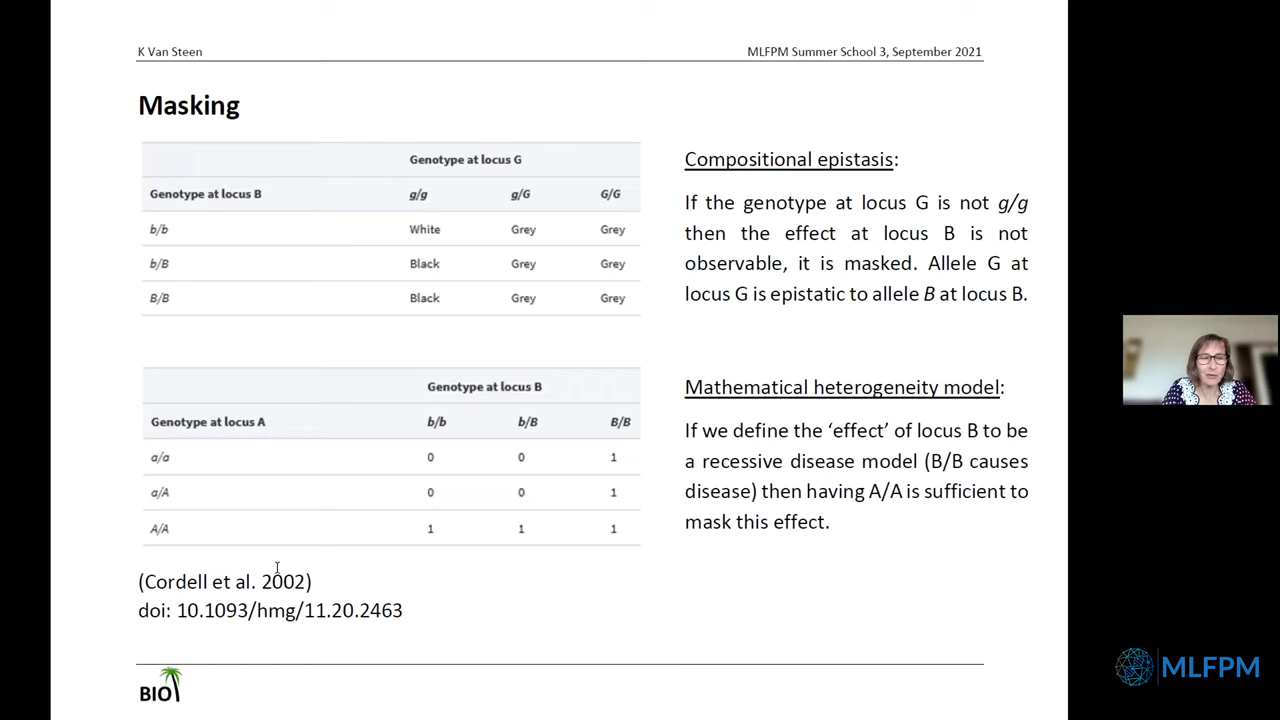 K Van Steen
MLFPM Summer School 3, September 2021
Masking
Genotype at locus G
Genotype at locus B g/g g/G G/G
b/b White Grey Grey
b/B Black Grey Grey
B/B Black Grey Grey
Compositional epistasis:
If the genotype at locus G is not g/g
then the effect at locus B is not
observable, it is masked. Allele G at
locus G is epistatic to allele B at locus B.
Genotype at locus B
Genotype at locus A b/b b/B B/B
a/a 0 0 1
a/A 0 0 1
A/A 1 1 1
Mathematical heterogeneity model:
If we define the ‘effect’ of locus B to be
a recessive disease model (B/B causes
disease) then having A/A is sufficient to
mask this effect.
(Cordell et al. 2002)
doi: 10.1093/hmg/11.20.2463
BIO
MLFPM